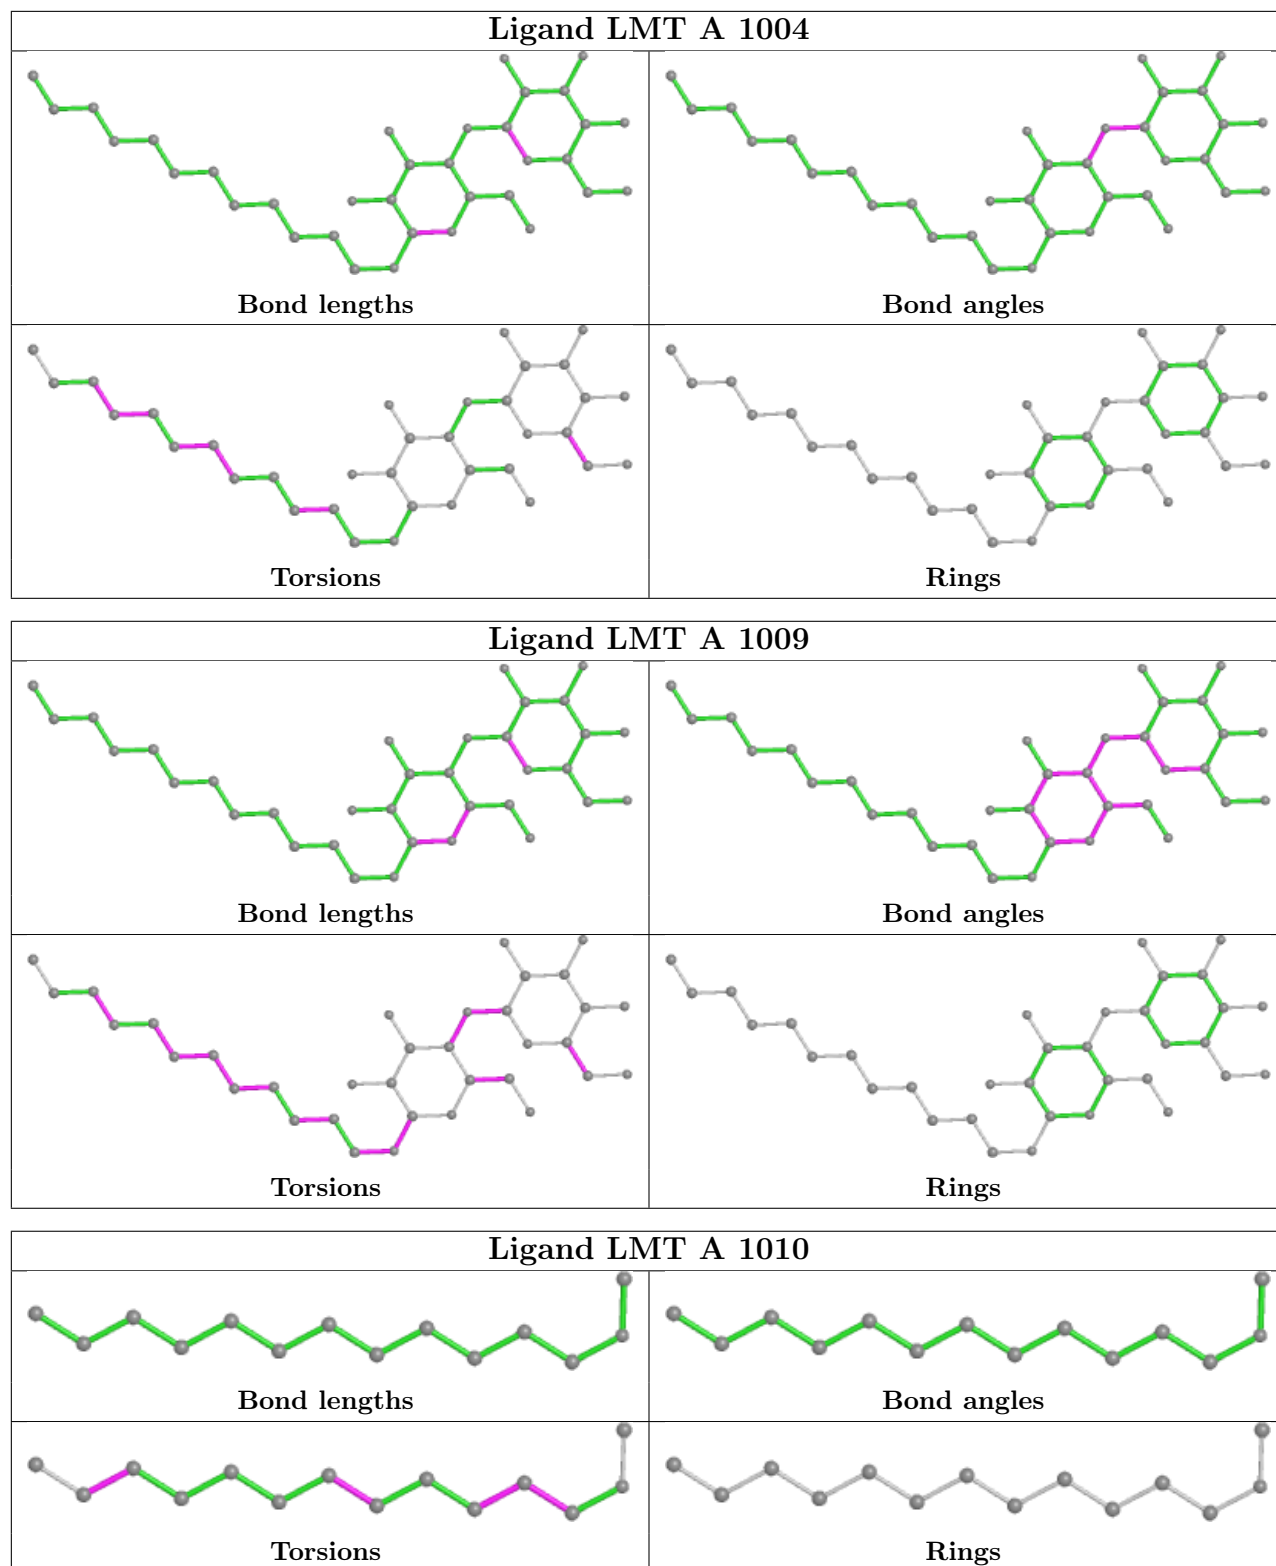 Ligand LMT A 1004
Bond lengths
Bond angles
Torsions
Rings
Ligand LMT A 1009
Bond lengths
Bond angles
Torsions
Rings
Ligand LMT A 1010
Bond lengths
Bond angles
Torsions
Rings